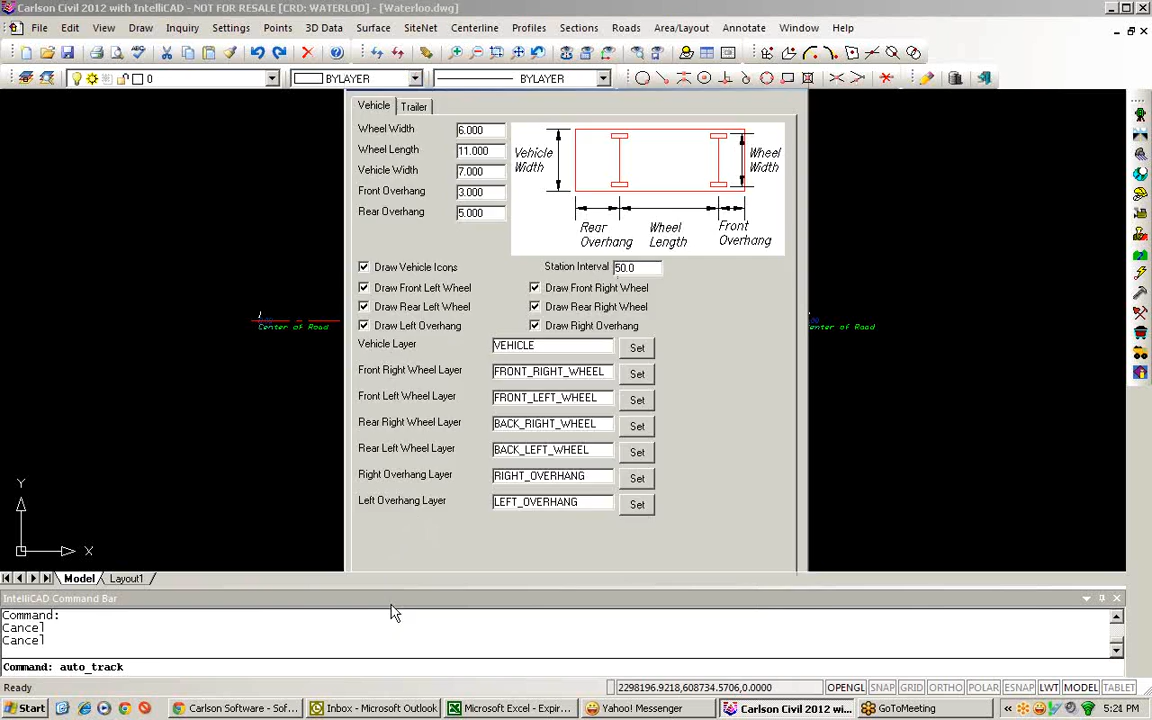 Carlson Civil 2012 with IntelliCAD - NOT FOR RESALE [CRD: WATERLOO] - [Waterloo.dwg]
File Edit View Draw Inquiry Settings Points 3D Data Surface SiteNet Centerline Profiles Sections Roads Area/Layout Annotate Window Help
0 BYLAYER BYLAYER
Vehicle Trailer
Wheel Width 6.000
Wheel Length 11.000
Vehicle Width 7.000
Front Overhang 3.000
Rear Overhang 5.000
Vehicle Width
Wheel Width
Rear Overhang
Wheel Length
Front Overhang
Draw Vehicle Icons Station Interval 50.0
Draw Front Left Wheel Draw Front Right Wheel
Draw Rear Left Wheel Draw Rear Right Wheel
Draw Left Overhang Draw Right Overhang
Vehicle Layer VEHICLE Set
Front Right Wheel Layer FRONT_RIGHT_WHEEL Set
Front Left Wheel Layer FRONT_LEFT_WHEEL Set
Rear Right Wheel Layer BACK_RIGHT_WHEEL Set
Rear Left Wheel Layer BACK_LEFT_WHEEL Set
Right Overhang Layer RIGHT_OVERHANG Set
Left Overhang Layer LEFT_OVERHANG Set
Center of Road
enter of Road
Y
X
Model Layout1
IntelliCAD Command Bar
Command:
Cancel
Cancel
Command: auto_track
Ready 2298196.9218,608734.5706,0.0000 OPENGL SNAP GRID ORTHO POLAR ESNAP LWT MODEL TABLET
Start Carlson Software - Sof... Inbox - Microsoft Outlook Microsoft Excel - Expir... Yahoo! Messenger Carlson Civil 2012 wi... GoToMeeting 5:21 PM